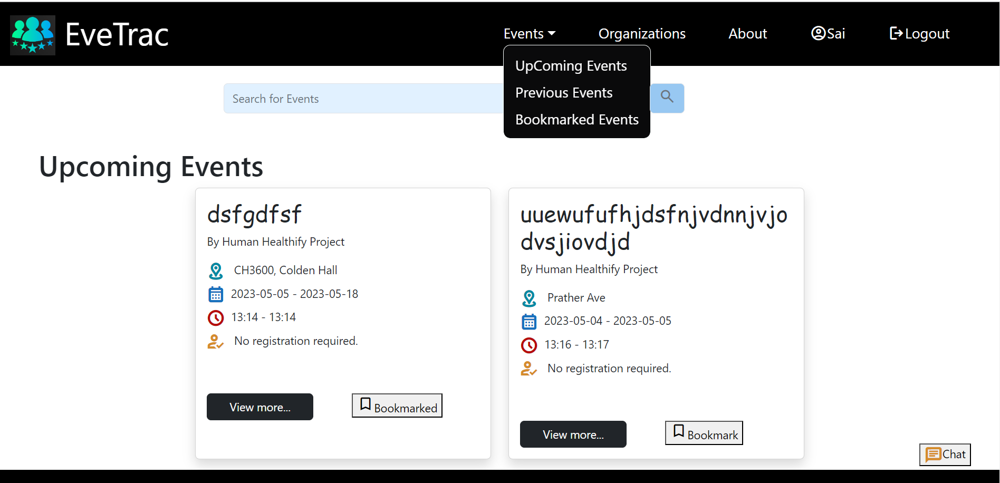 EveTrac
Events Organizations About Sai Logout
UpComing Events
Previous Events
Bookmarked Events
Search for Events
Upcoming Events
dsfgdfsf
By Human Healthify Project
CH3600, Colden Hall
2023-05-05 - 2023-05-18
13:14 - 13:14
No registration required.
View more...
Bookmarked
uuewufufhjdsfnjvdnnjvjo
dvsjiovdjd
By Human Healthify Project
Prather Ave
2023-05-04 - 2023-05-05
13:16 - 13:17
No registration required.
View more...
Bookmark
Chat